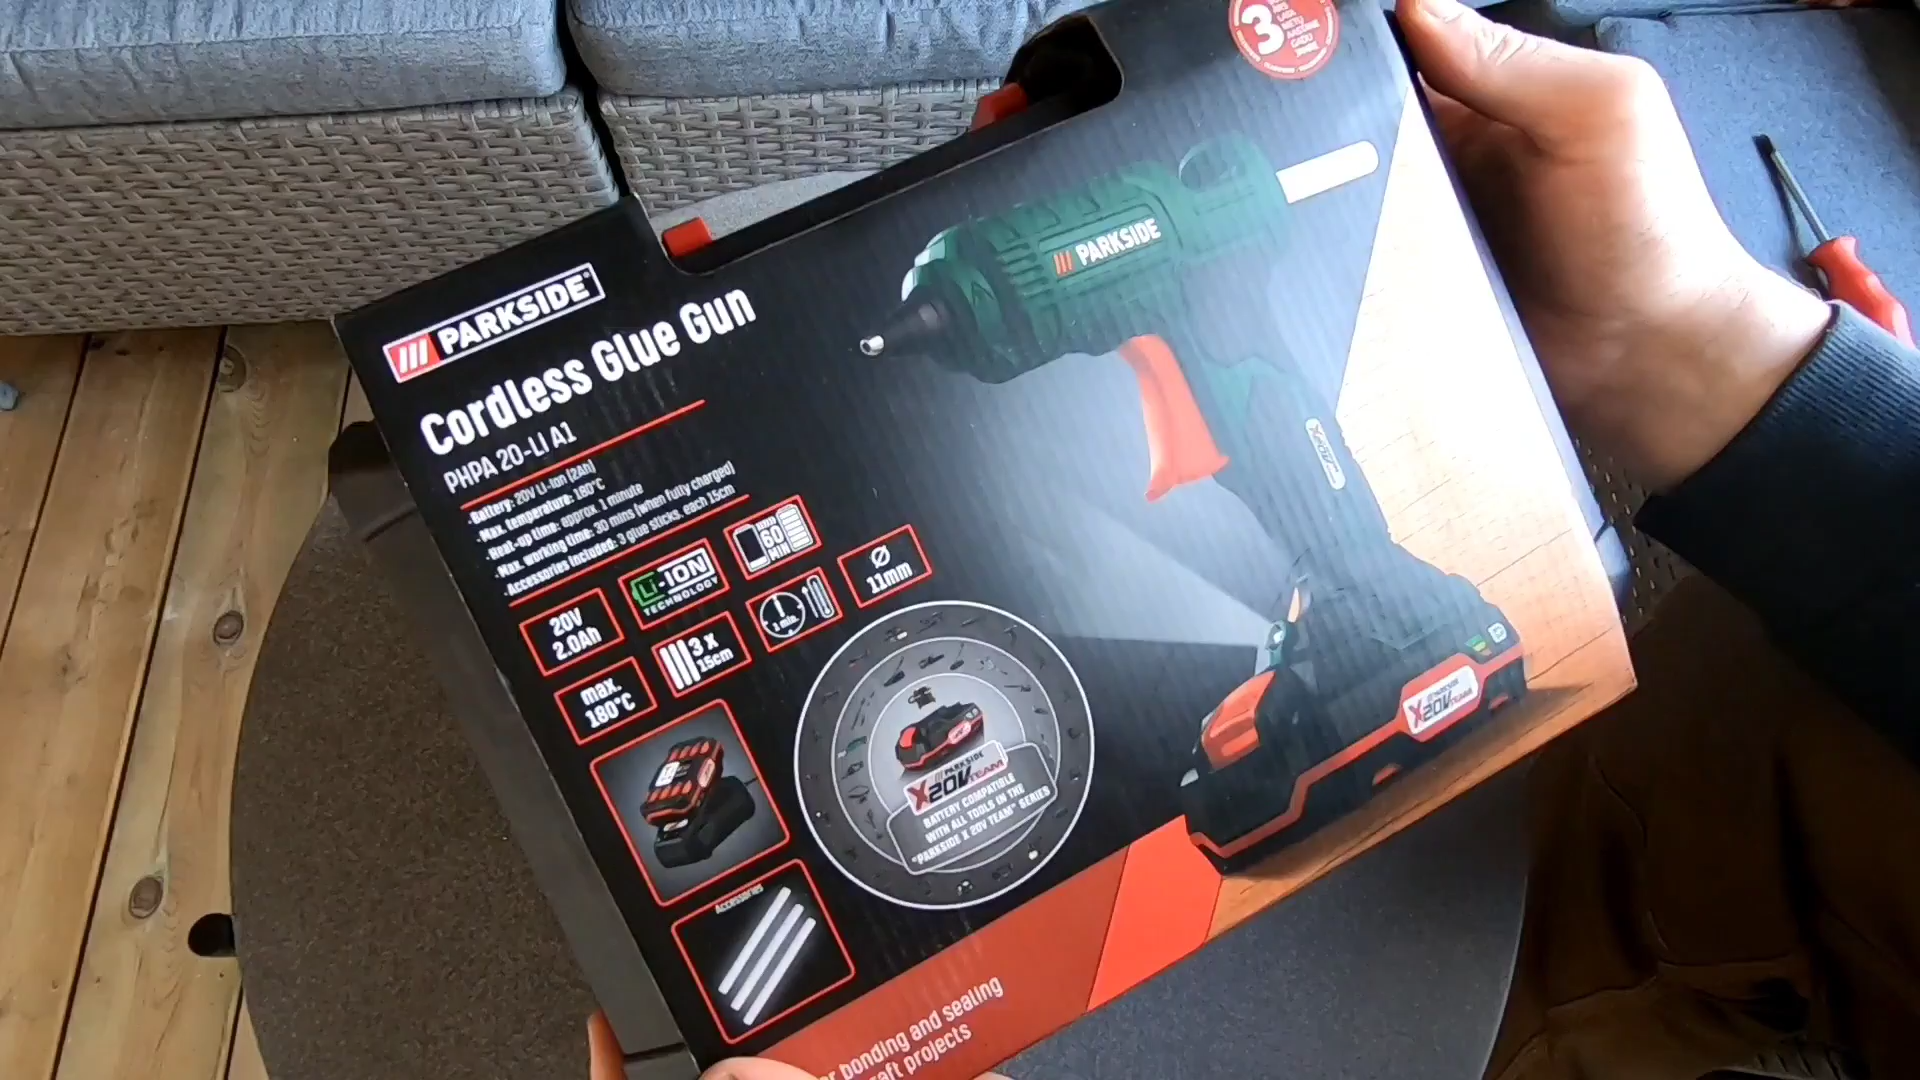 3
PARKSIDE
PARKSIDE®
Cordless Glue Gun
PHPA 20-LI A1
· Battery: 20V Li-Ion (2Ah)
· Max. temperature: 180°C
· Heat-up time: approx. 1 minute
· Max. working time: 30 mins (when fully charged)
· Accessories included: 3 glue sticks, each 15cm
20V
2.0Ah
Li-ION
TECHNOLOGY
60
MIN
Ø
11mm
max.
180°C
3 x
15cm
1 min.
PARKSIDE
X20V TEAM
BATTERY COMPATIBLE
WITH ALL TOOLS IN THE
"PARKSIDE X 20V TEAM" SERIES
PARKSIDE
X20V TEAM
Accessories
bonding and sealing
projects